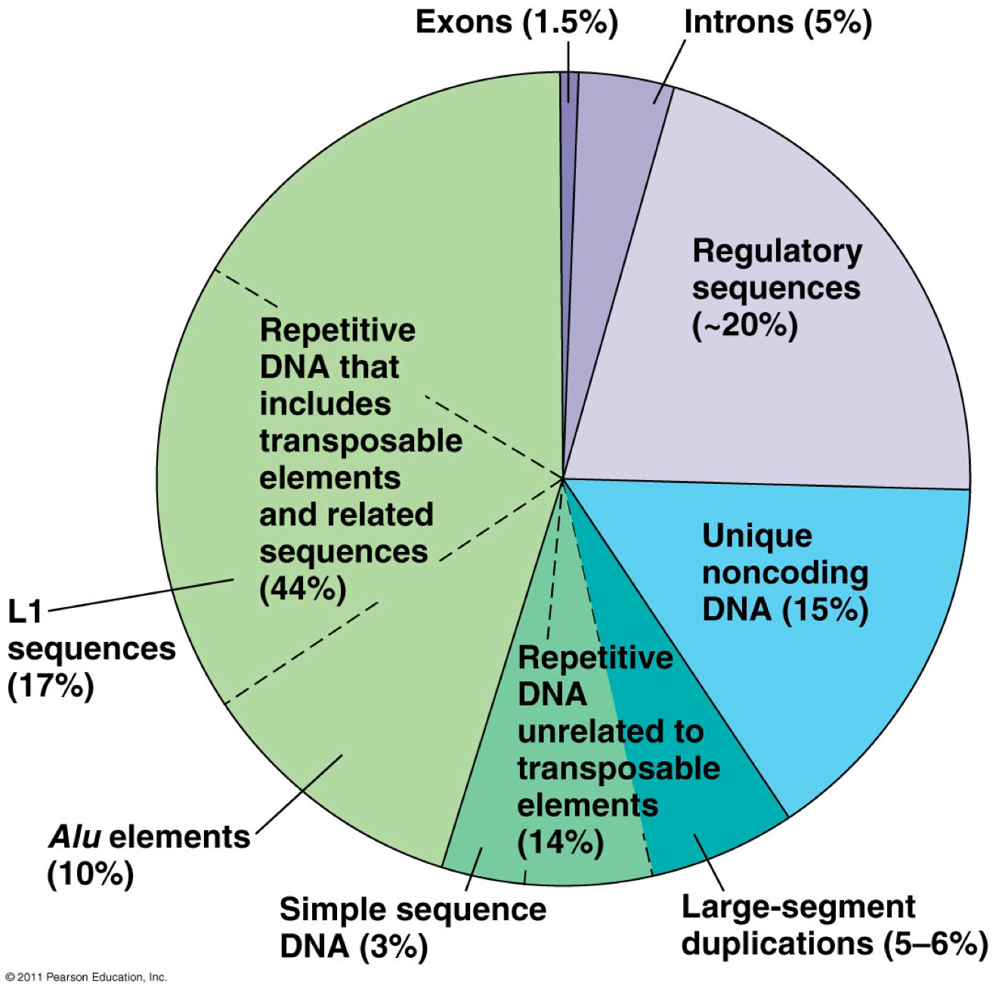 Exons (1.5%)
Introns (5%)
Regulatory
sequences
(~20%)
Repetitive
DNA that
includes
transposable
elements
and related
sequences
(44%)
Unique
noncoding
DNA (15%)
L1
sequences
(17%)
Repetitive
DNA
unrelated to
transposable
elements
(14%)
Alu elements
(10%)
Simple sequence
DNA (3%)
Large-segment
duplications (5–6%)
© 2011 Pearson Education, Inc.